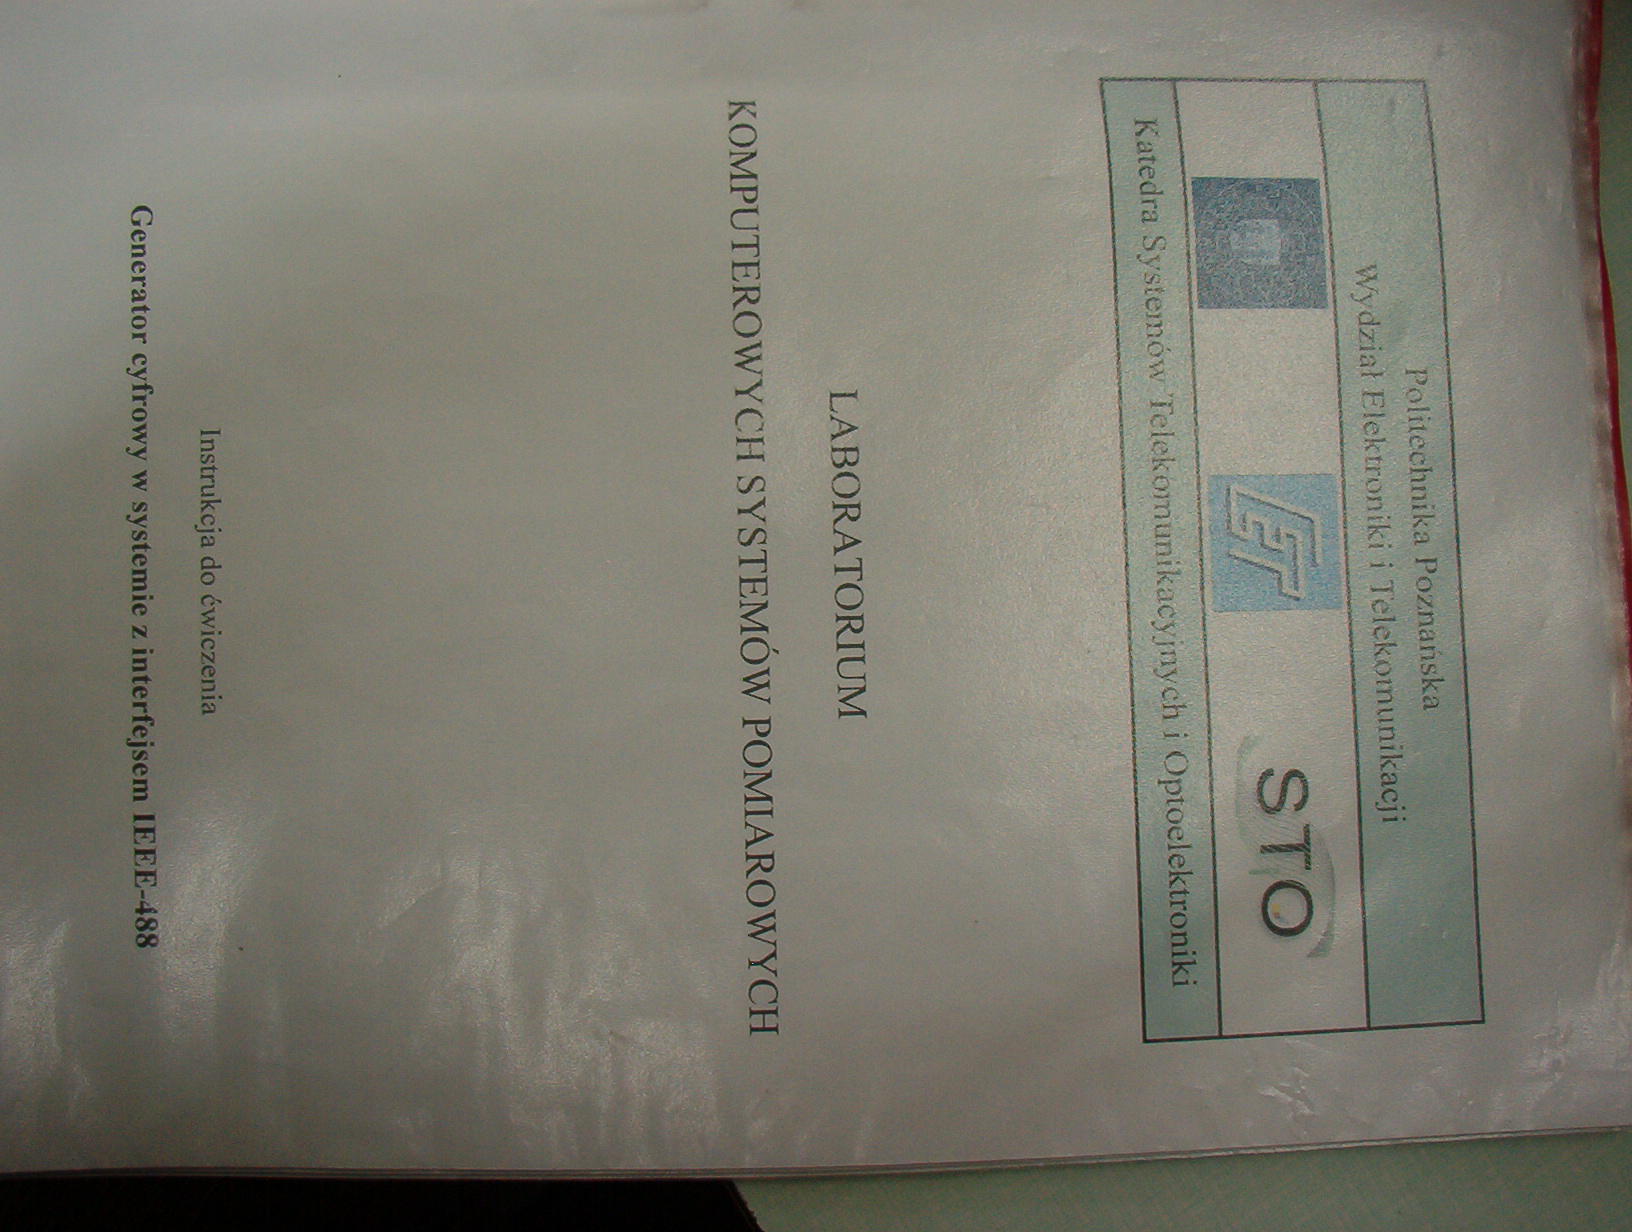 Politechnika Poznańska
Wydział Elektroniki i Telekomunikacji
EiT
STO
Katedra Systemów Telekomunikacyjnych i Optoelektroniki
LABORATORIUM
KOMPUTEROWYCH SYSTEMÓW POMIAROWYCH
Instrukcja do ćwiczenia
Generator cyfrowy w systemie z interfejsem IEEE-488